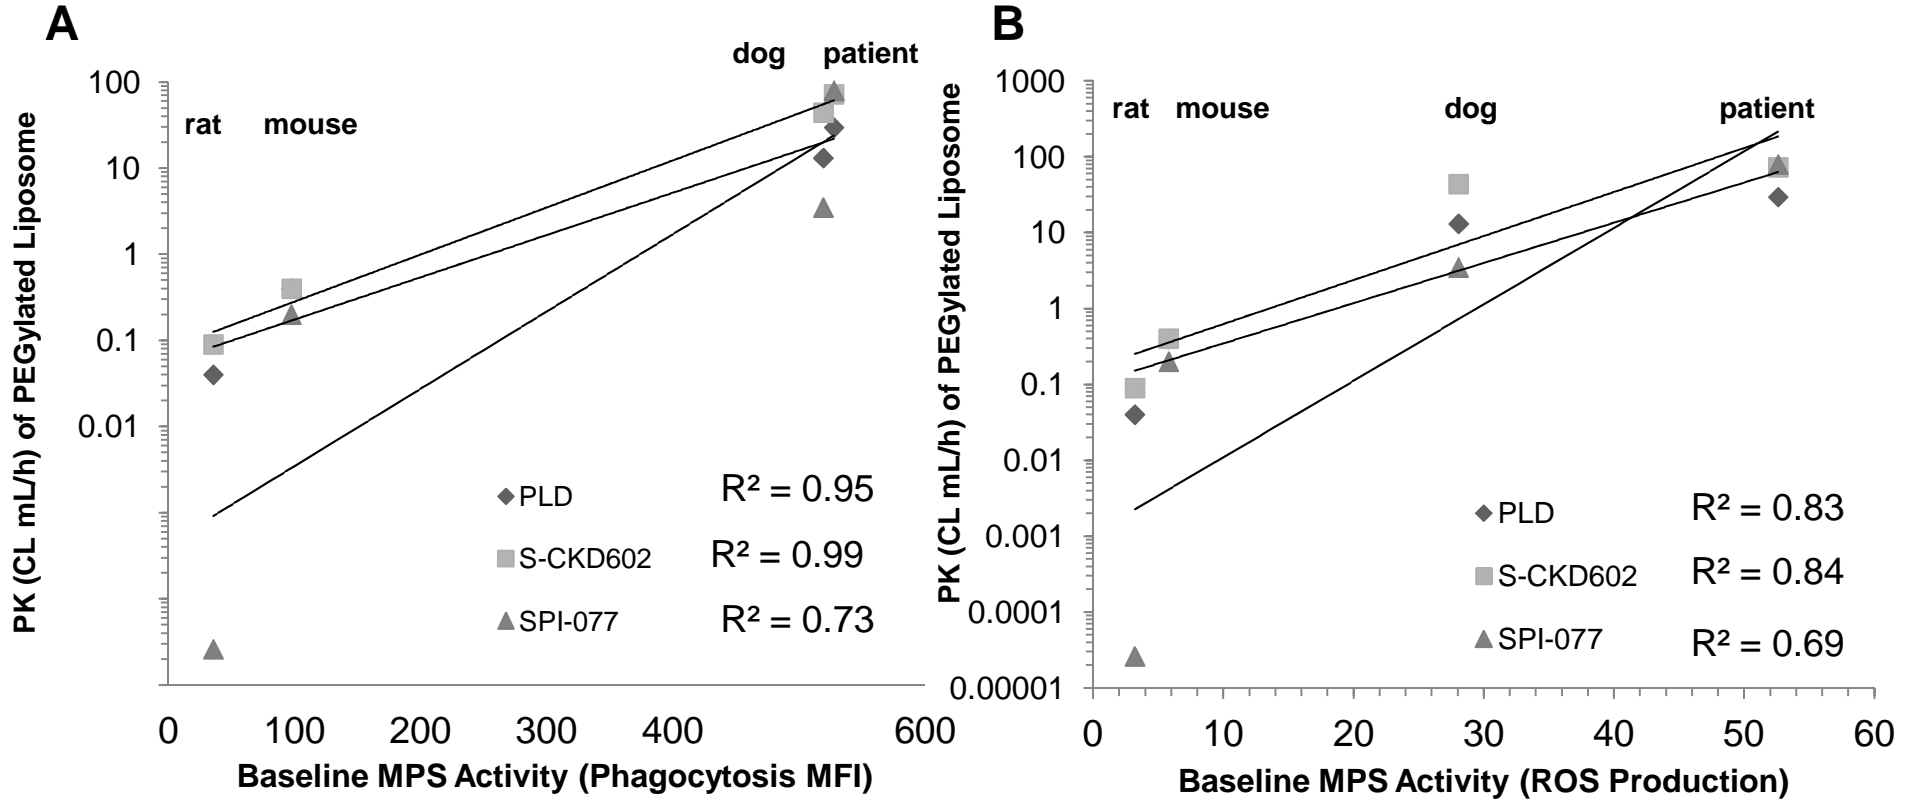 A
dog patient
rat mouse
PK (CL mL/h) of PEGylated Liposome
100
10
1
0.1
0.01
PLD R² = 0.95
S-CKD602 R² = 0.99
SPI-077 R² = 0.73
0 100 200 300 400 600
Baseline MPS Activity (Phagocytosis MFI)
B
rat mouse dog patient
PK (CL mL/h) of PEGylated Liposome
1000
100
10
1
0.1
0.01
0.001
0.0001
0.00001
PLD R² = 0.83
S-CKD602 R² = 0.84
SPI-077 R² = 0.69
0 10 20 30 40 50 60
Baseline MPS Activity (ROS Production)